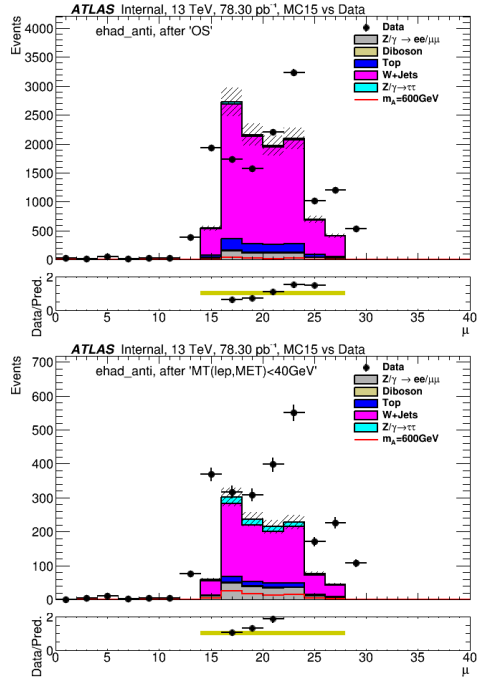 ATLAS Internal, 13 TeV, 78.30 pb⁻¹, MC15 vs Data
Events
4000
3500
3000
2500
2000
1500
1000
500
0
ehad_anti, after 'OS'
Data
Z/γ → ee/μμ
Diboson
Top
W+Jets
Z/γ→ττ
m_A=600GeV
Data/Pred.
2
0
0 5 10 15 20 25 30 35 40
μ
ATLAS Internal, 13 TeV, 78.30 pb⁻¹, MC15 vs Data
Events
700
600
500
400
300
200
100
0
ehad_anti, after 'MT(lep,MET)<40GeV'
Data
Z/γ → ee/μμ
Diboson
Top
W+Jets
Z/γ→ττ
m_A=600GeV
Data/Pred.
2
0
0 5 10 15 20 25 30 35 40
μ